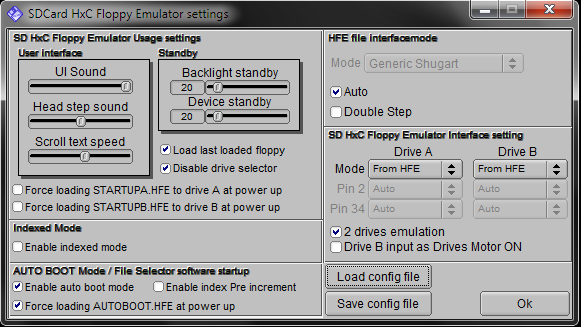 SDCard HxC Floppy Emulator settings
SD HxC Floppy Emulator Usage settings
User interface
UI Sound
Head step sound
Scroll text speed
Standby
Backlight standby
20
Device standby
20
Load last loaded floppy
Disable drive selector
Force loading STARTUPA.HFE to drive A at power up
Force loading STARTUPB.HFE to drive B at power up
Indexed Mode
Enable indexed mode
AUTO BOOT Mode / File Selector software startup
Enable auto boot mode
Enable index Pre increment
Force loading AUTOBOOT.HFE at power up
HFE file interfacemode
Mode
Generic Shugart
Auto
Double Step
SD HxC Floppy Emulator Interface setting
Drive A
Drive B
Mode
From HFE
From HFE
Pin 2
Auto
Auto
Pin 34
Auto
Auto
2 drives emulation
Drive B input as Drives Motor ON
Load config file
Save config file
Ok